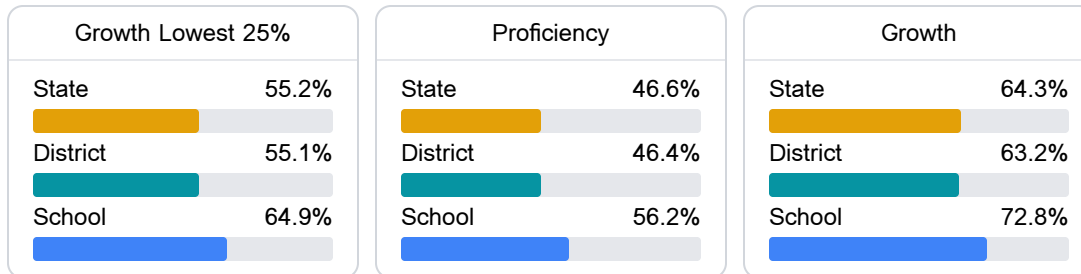 Growth Lowest 25%
State 55.2%
District 55.1%
School 64.9%
Proficiency
State 46.6%
District 46.4%
School 56.2%
Growth
State 64.3%
District 63.2%
School 72.8%